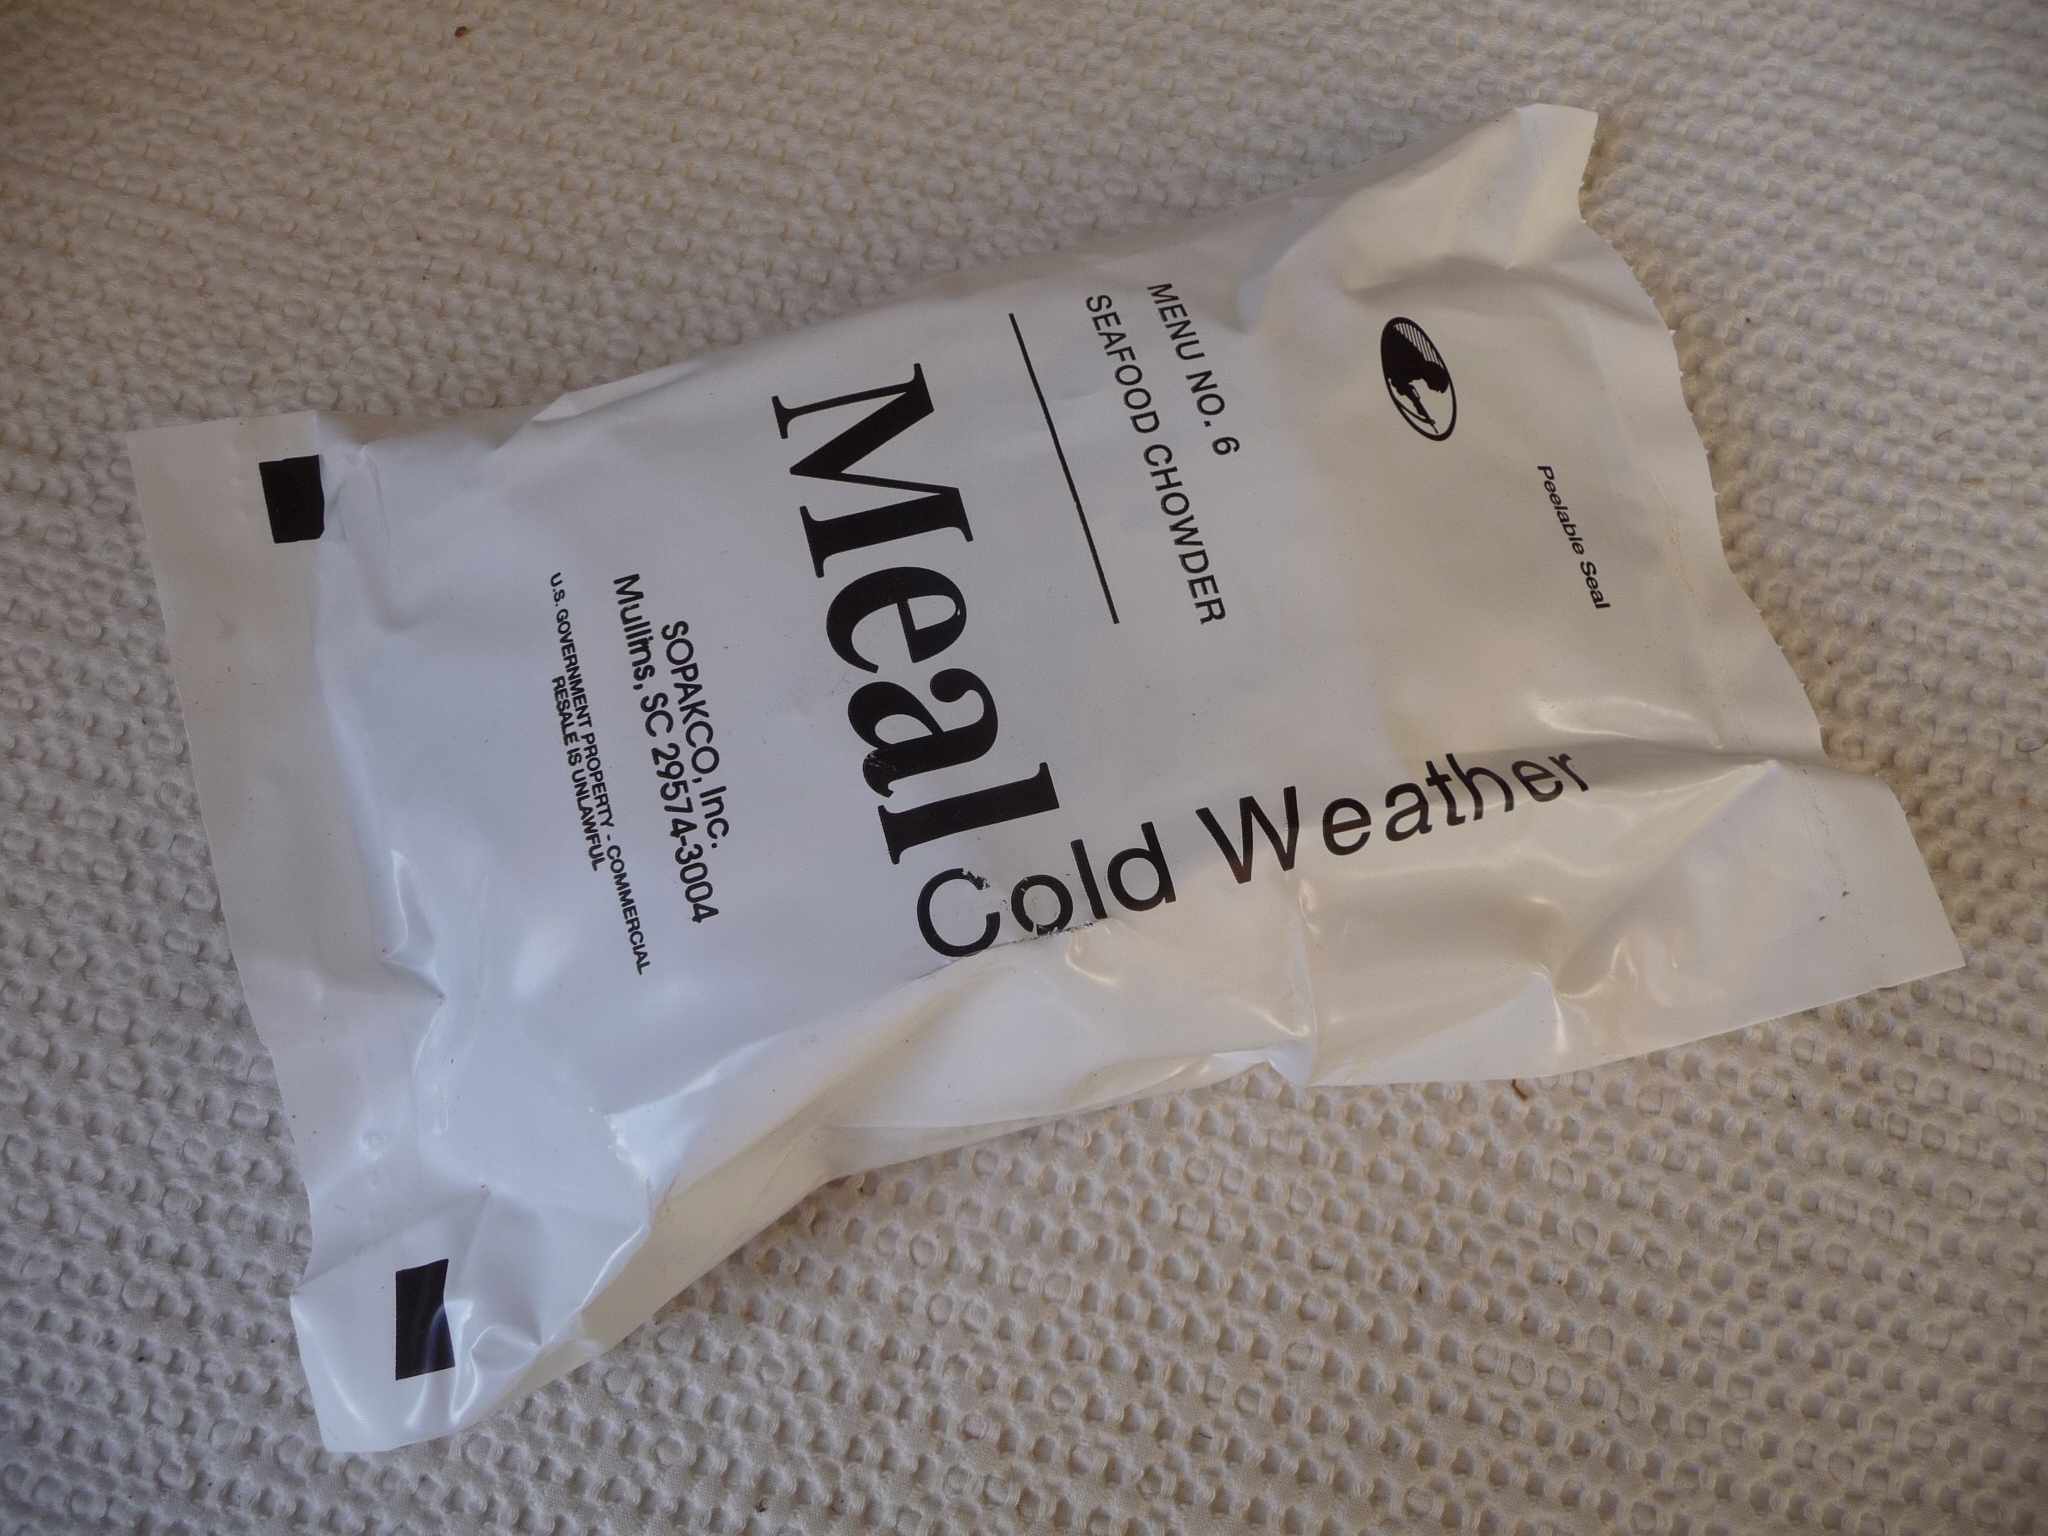 Peelable Seal
MENU NO. 6
SEAFOOD CHOWDER
Meal
Cold Weather
SOPAKCO, Inc.
Mullins, SC 29574-3004
U.S. GOVERNMENT PROPERTY - COMMERCIAL
RESALE IS UNLAWFUL